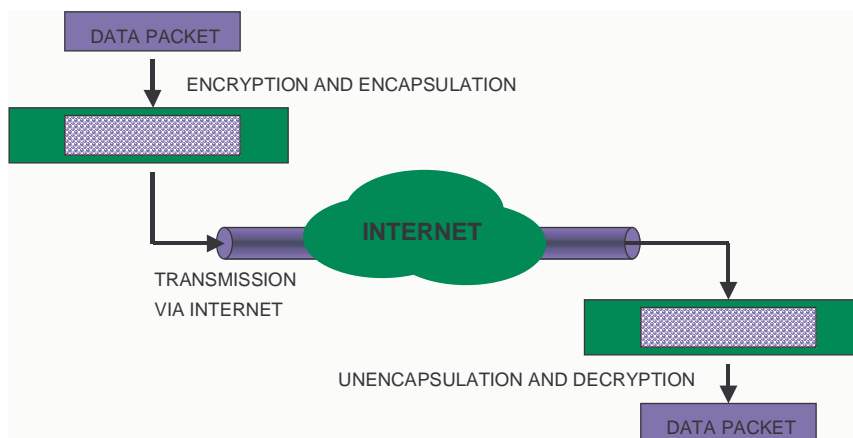 DATA PACKET
ENCRYPTION AND ENCAPSULATION
INTERNET
TRANSMISSION
VIA INTERNET
UNENCAPSULATION AND DECRYPTION
DATA PACKET